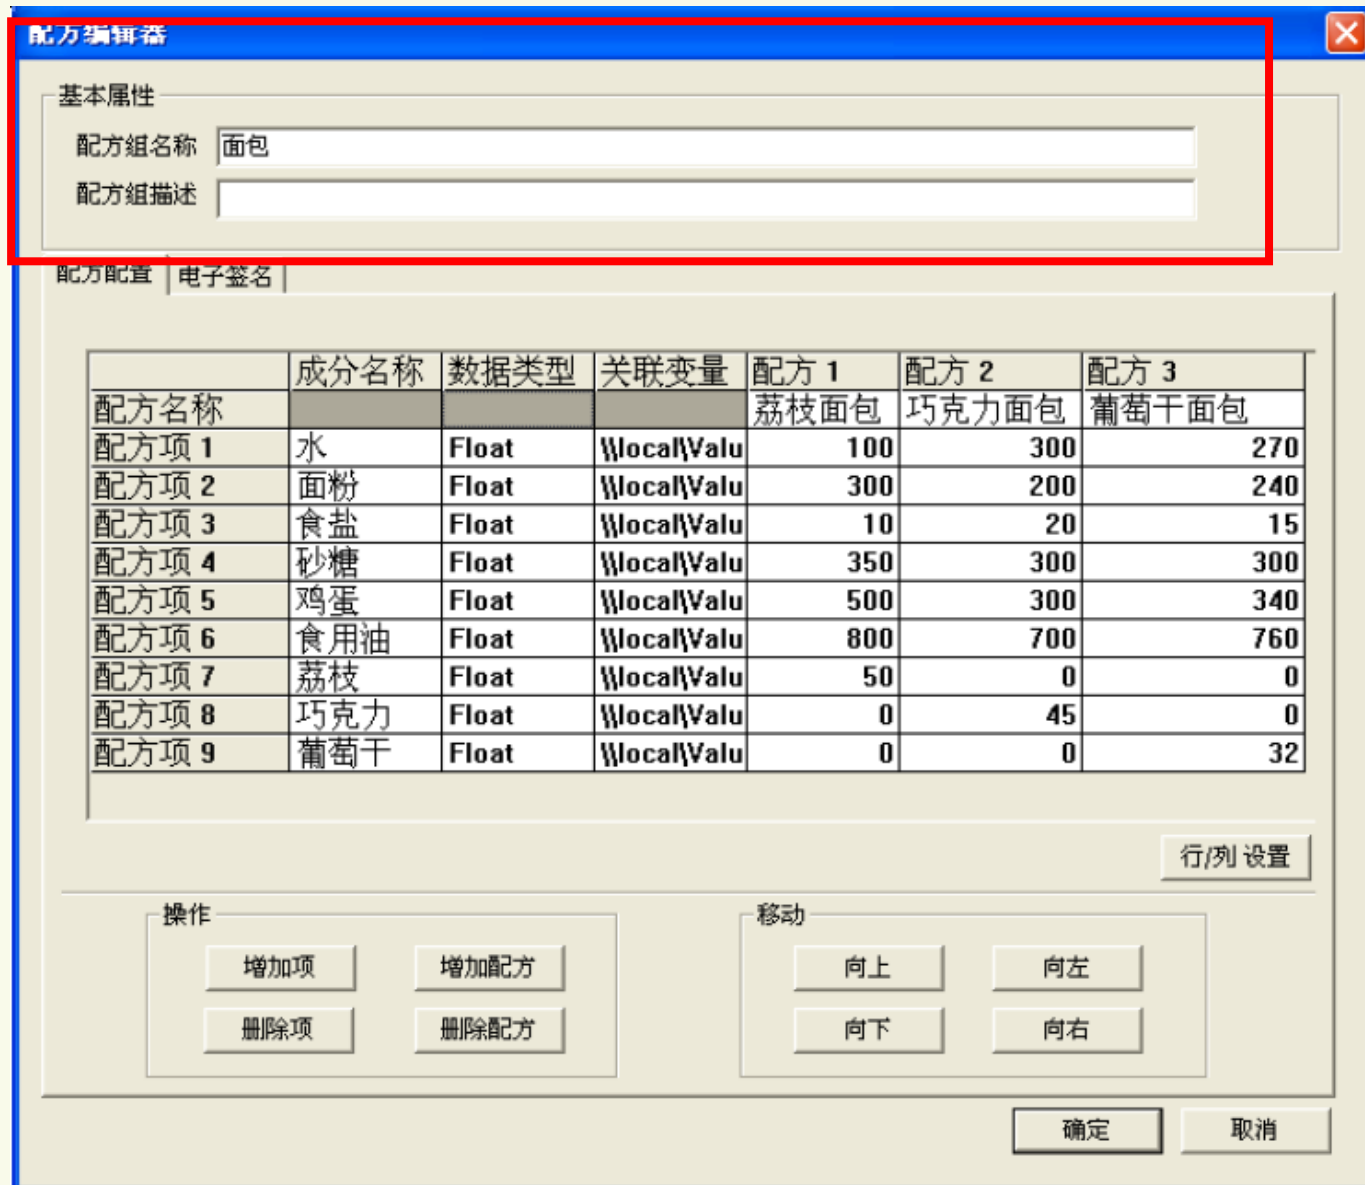 配方编辑器
基本属性
配方组名称 面包
配方组描述
配方配置 电子签名
成分名称 数据类型 关联变量 配方 1 配方 2 配方 3
配方名称 荔枝面包 巧克力面包 葡萄干面包
配方项 1 水 Float \\local\Valu 100 300 270
配方项 2 面粉 Float \\local\Valu 300 200 240
配方项 3 食盐 Float \\local\Valu 10 20 15
配方项 4 砂糖 Float \\local\Valu 350 300 300
配方项 5 鸡蛋 Float \\local\Valu 500 300 340
配方项 6 食用油 Float \\local\Valu 800 700 760
配方项 7 荔枝 Float \\local\Valu 50 0 0
配方项 8 巧克力 Float \\local\Valu 0 45 0
配方项 9 葡萄干 Float \\local\Valu 0 0 32
行/列 设置
操作 移动
增加项 增加配方 向上 向左
删除项 删除配方 向下 向右
确定 取消